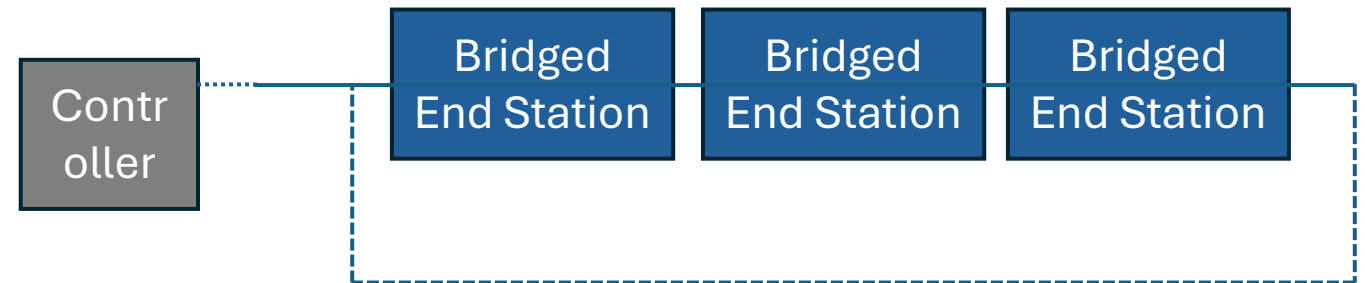 Contr
oller
Bridged
End Station
Bridged
End Station
Bridged
End Station